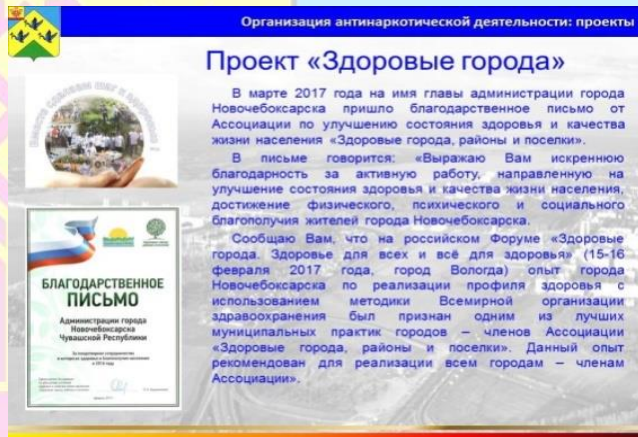 Организация антинаркотической деятельности: проекты
Проект «Здоровые города»
В марте 2017 года на имя главы администрации города
Новочебоксарска пришло благодарственное письмо от
Ассоциации по улучшению состояния здоровья и качества
жизни населения «Здоровые города, районы и поселки».
В письме говорится: «Выражаю Вам искреннюю
благодарность за активную работу, направленную на
улучшение состояния здоровья и качества жизни населения,
достижение физического, психического и социального
благополучия жителей города Новочебоксарска.
Сообщаю Вам, что на российском Форуме «Здоровые
города. Здоровье для всех и всё для здоровья» (15-16
февраля 2017 года, город Вологда) опыт города
Новочебоксарска по реализации профиля здоровья с
использованием методики Всемирной организации
здравоохранения был признан одним из лучших
муниципальных практик городов – членов Ассоциации
«Здоровые города, районы и поселки». Данный опыт
рекомендован для реализации всем городам – членам
Ассоциации».
Вместе сделаем шаг к здоровью
БЛАГОДАРСТВЕННОЕ
ПИСЬМО
Администрации города
Новочебоксарска
Чувашской Республики